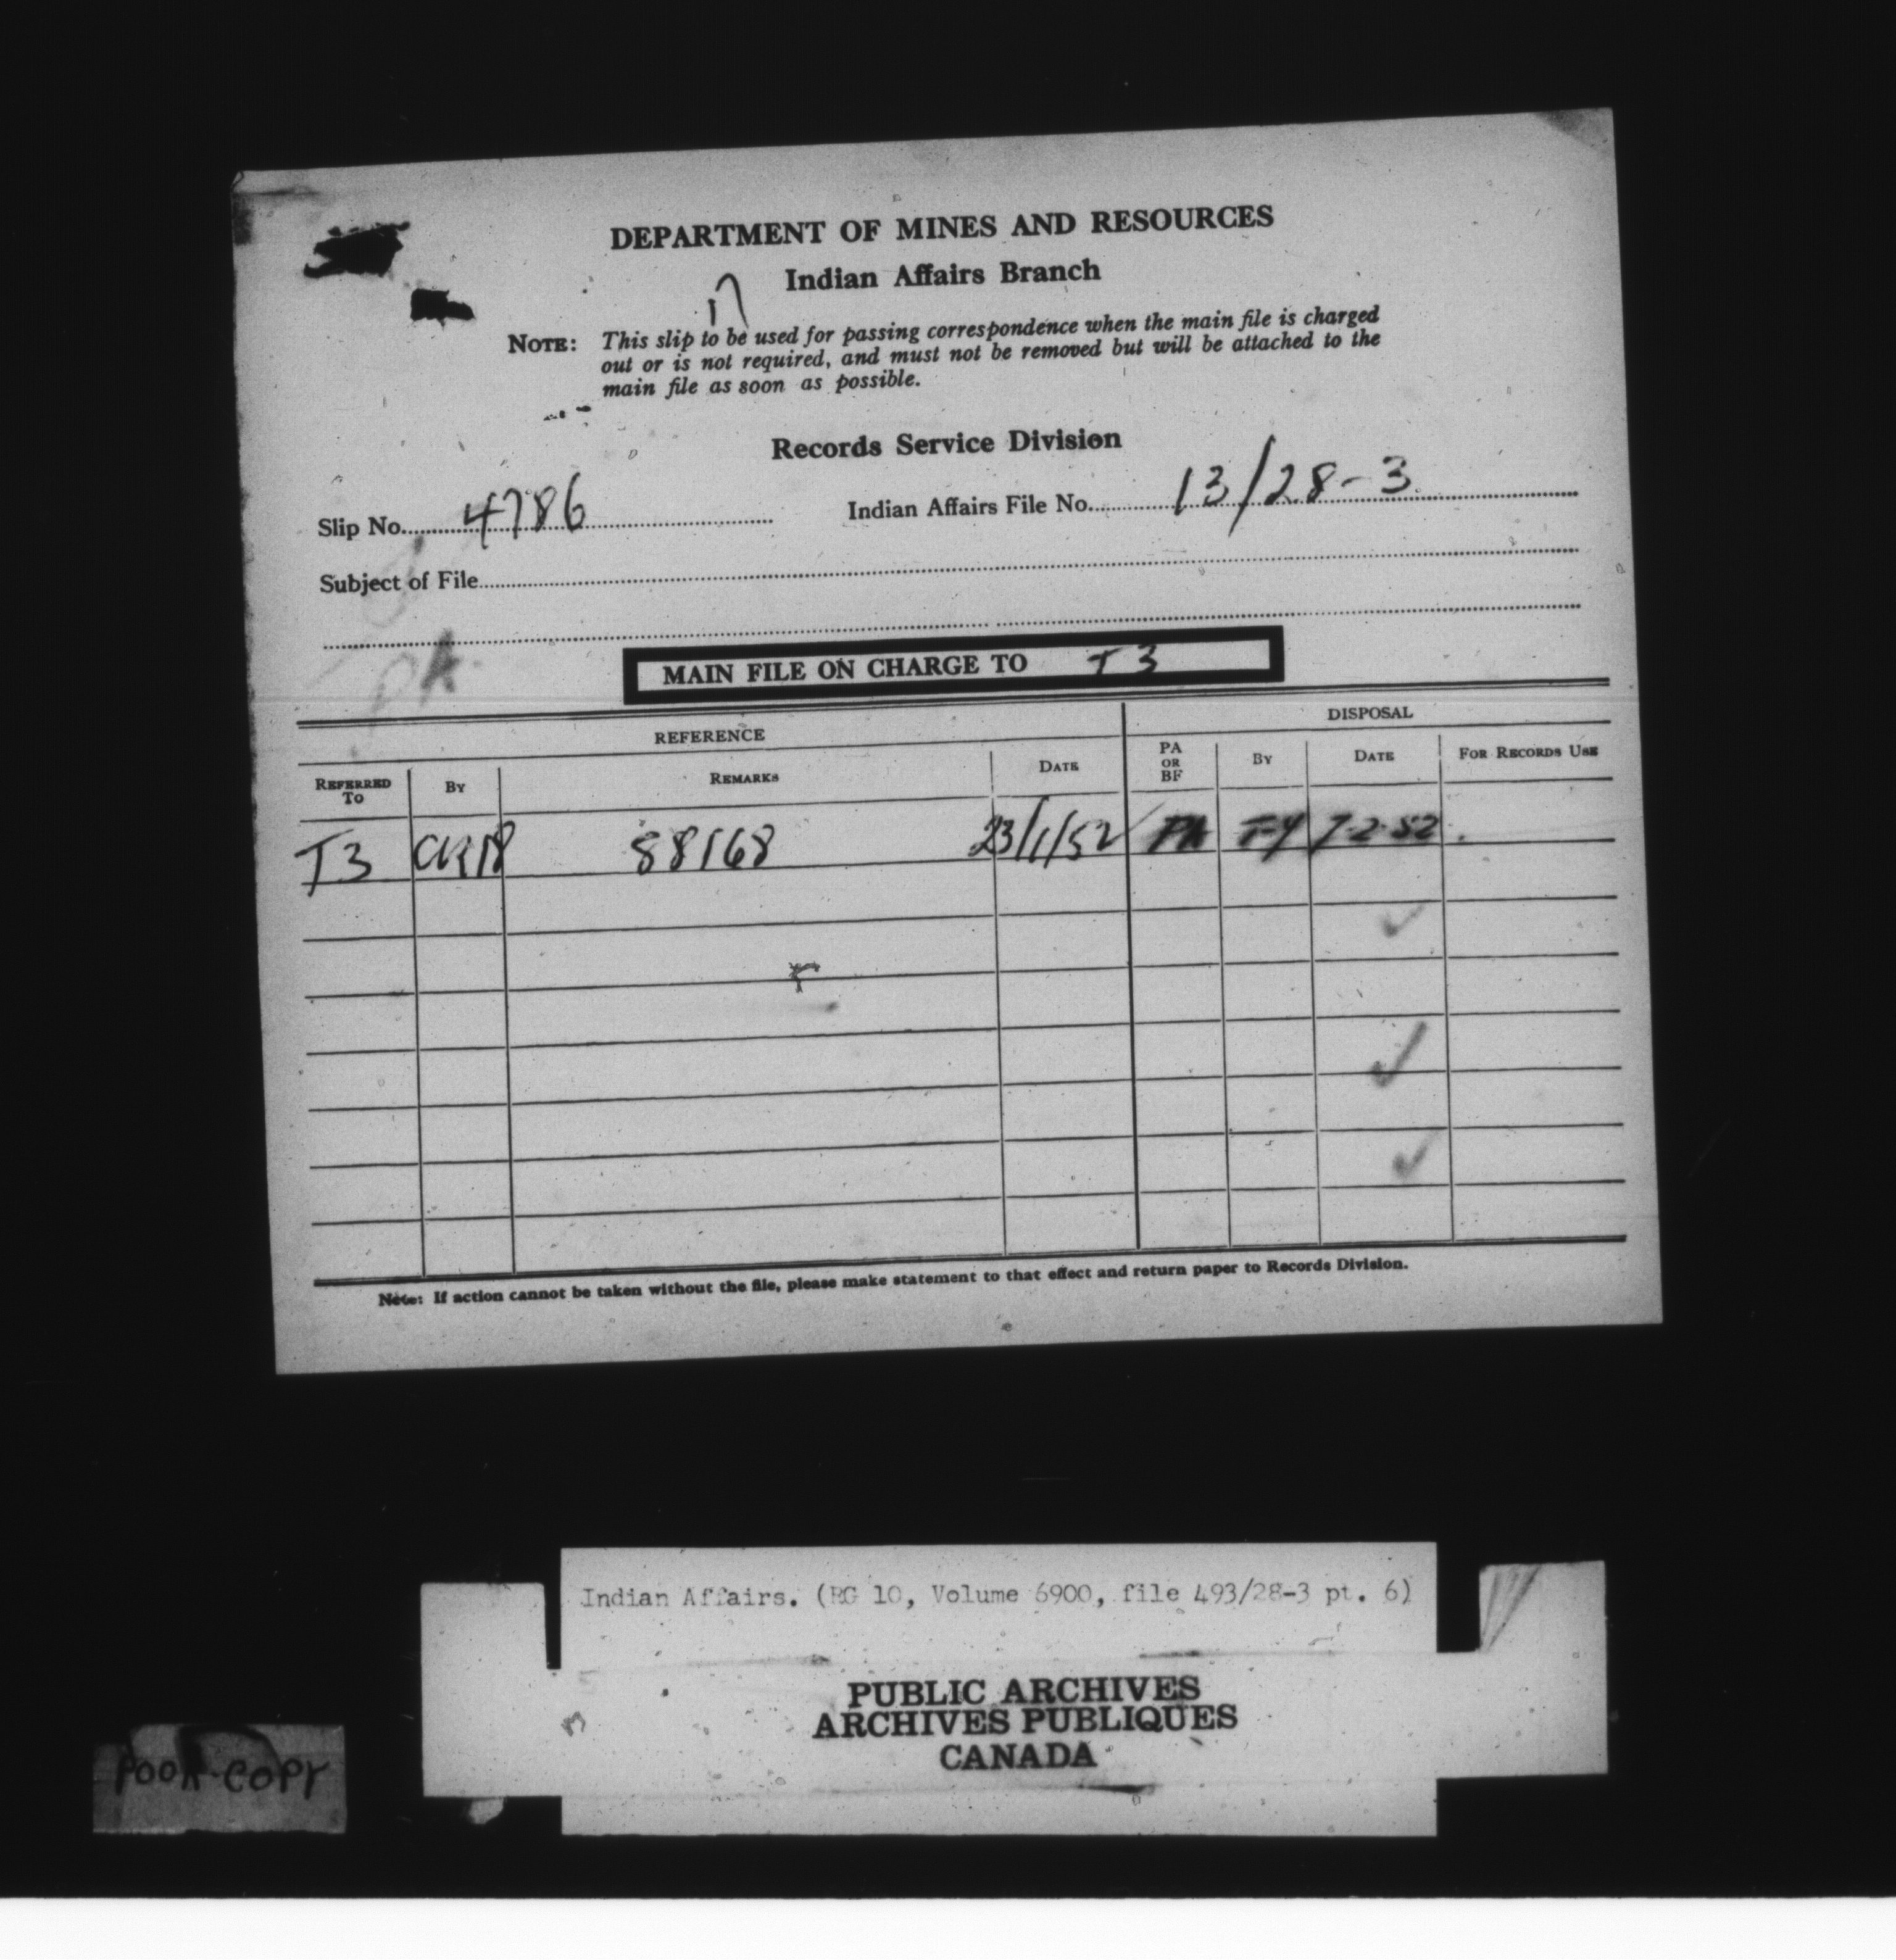 DEPARTMENT OF MINES AND RESOURCES
Indian Affairs Branch
NOTE: This slip to be used for passing correspondence when the main file is charged
out or is not required, and must not be removed but will be attached to the
main file as soon as possible.
Records Service Division
Slip No. 4786 Indian Affairs File No. 13/28-3
Subject of File
MAIN FILE ON CHARGE TO T3
REFERENCE DISPOSAL
REFERRED TO BY REMARKS DATE PA OR BF BY DATE FOR RECORDS USE
T3 88168 23/1/52 PA 7-2-52
Note: If action cannot be taken without the file, please make statement to that effect and return paper to Records Division.
Indian Affairs. (RG 10, Volume 6900, file 493/28-3 pt. 6)
PUBLIC ARCHIVES
ARCHIVES PUBLIQUES
CANADA
POOR COPY